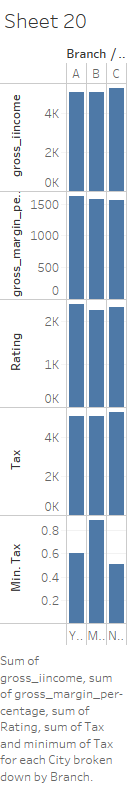 Sheet 20
Branch / ..
A B C
gross_iincome
4K
2K
0K
gross_margin_pe..
1500
1000
500
0
Rating
2K
1K
0K
Tax
4K
2K
0K
Min. Tax
0.8
0.6
0.4
0.2
Y.. M.. N..
Sum of
gross_iincome, sum
of gross_margin_per-
centage, sum of
Rating, sum of Tax
and minimum of Tax
for each City broken
down by Branch.